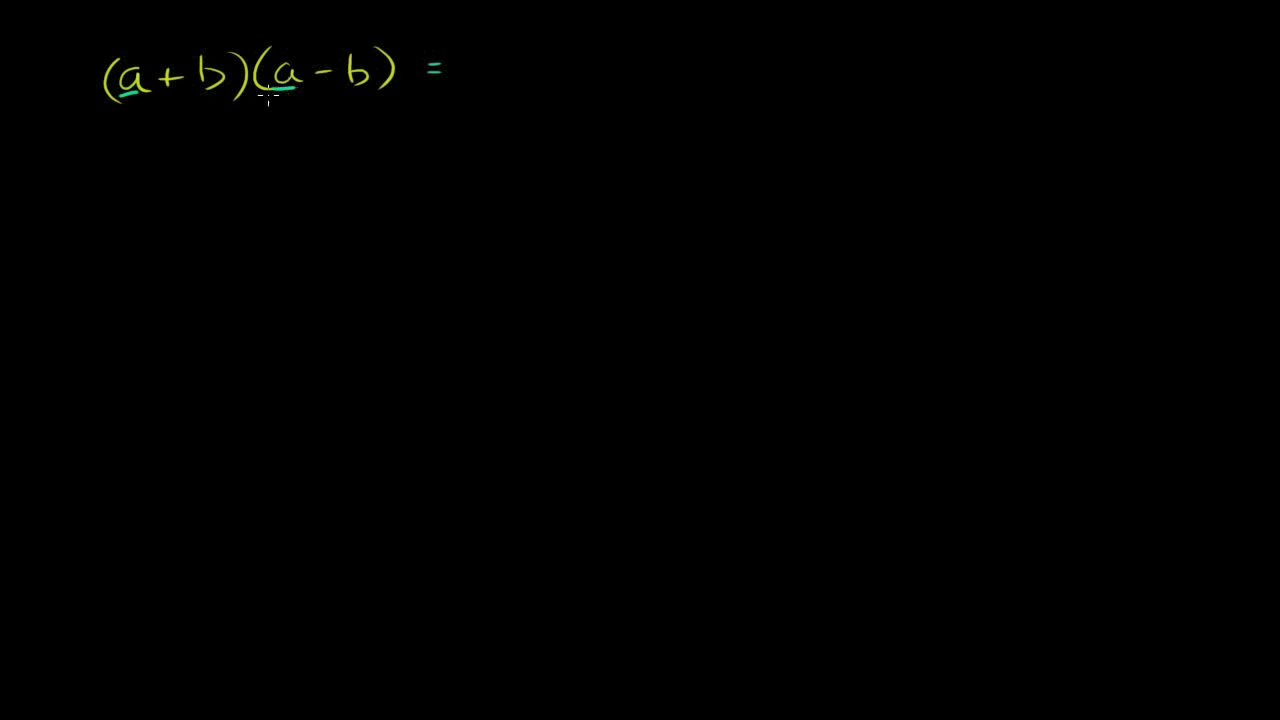 (a + b)(a - b) =